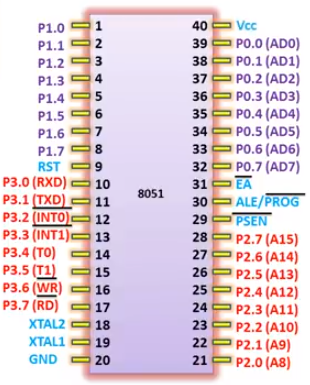 P1.0 1 40 Vcc
P1.1 2 39 P0.0 (AD0)
P1.2 3 38 P0.1 (AD1)
P1.3 4 37 P0.2 (AD2)
P1.4 5 36 P0.3 (AD3)
P1.5 6 35 P0.4 (AD4)
P1.6 7 34 P0.5 (AD5)
P1.7 8 33 P0.6 (AD6)
RST 9 32 P0.7 (AD7)
P3.0 (RXD) 10 8051 31 EA
P3.1 (TXD) 11 30 ALE/PROG
P3.2 (INT0) 12 29 PSEN
P3.3 (INT1) 13 28 P2.7 (A15)
P3.4 (T0) 14 27 P2.6 (A14)
P3.5 (T1) 15 26 P2.5 (A13)
P3.6 (WR) 16 25 P2.4 (A12)
P3.7 (RD) 17 24 P2.3 (A11)
XTAL2 18 23 P2.2 (A10)
XTAL1 19 22 P2.1 (A9)
GND 20 21 P2.0 (A8)